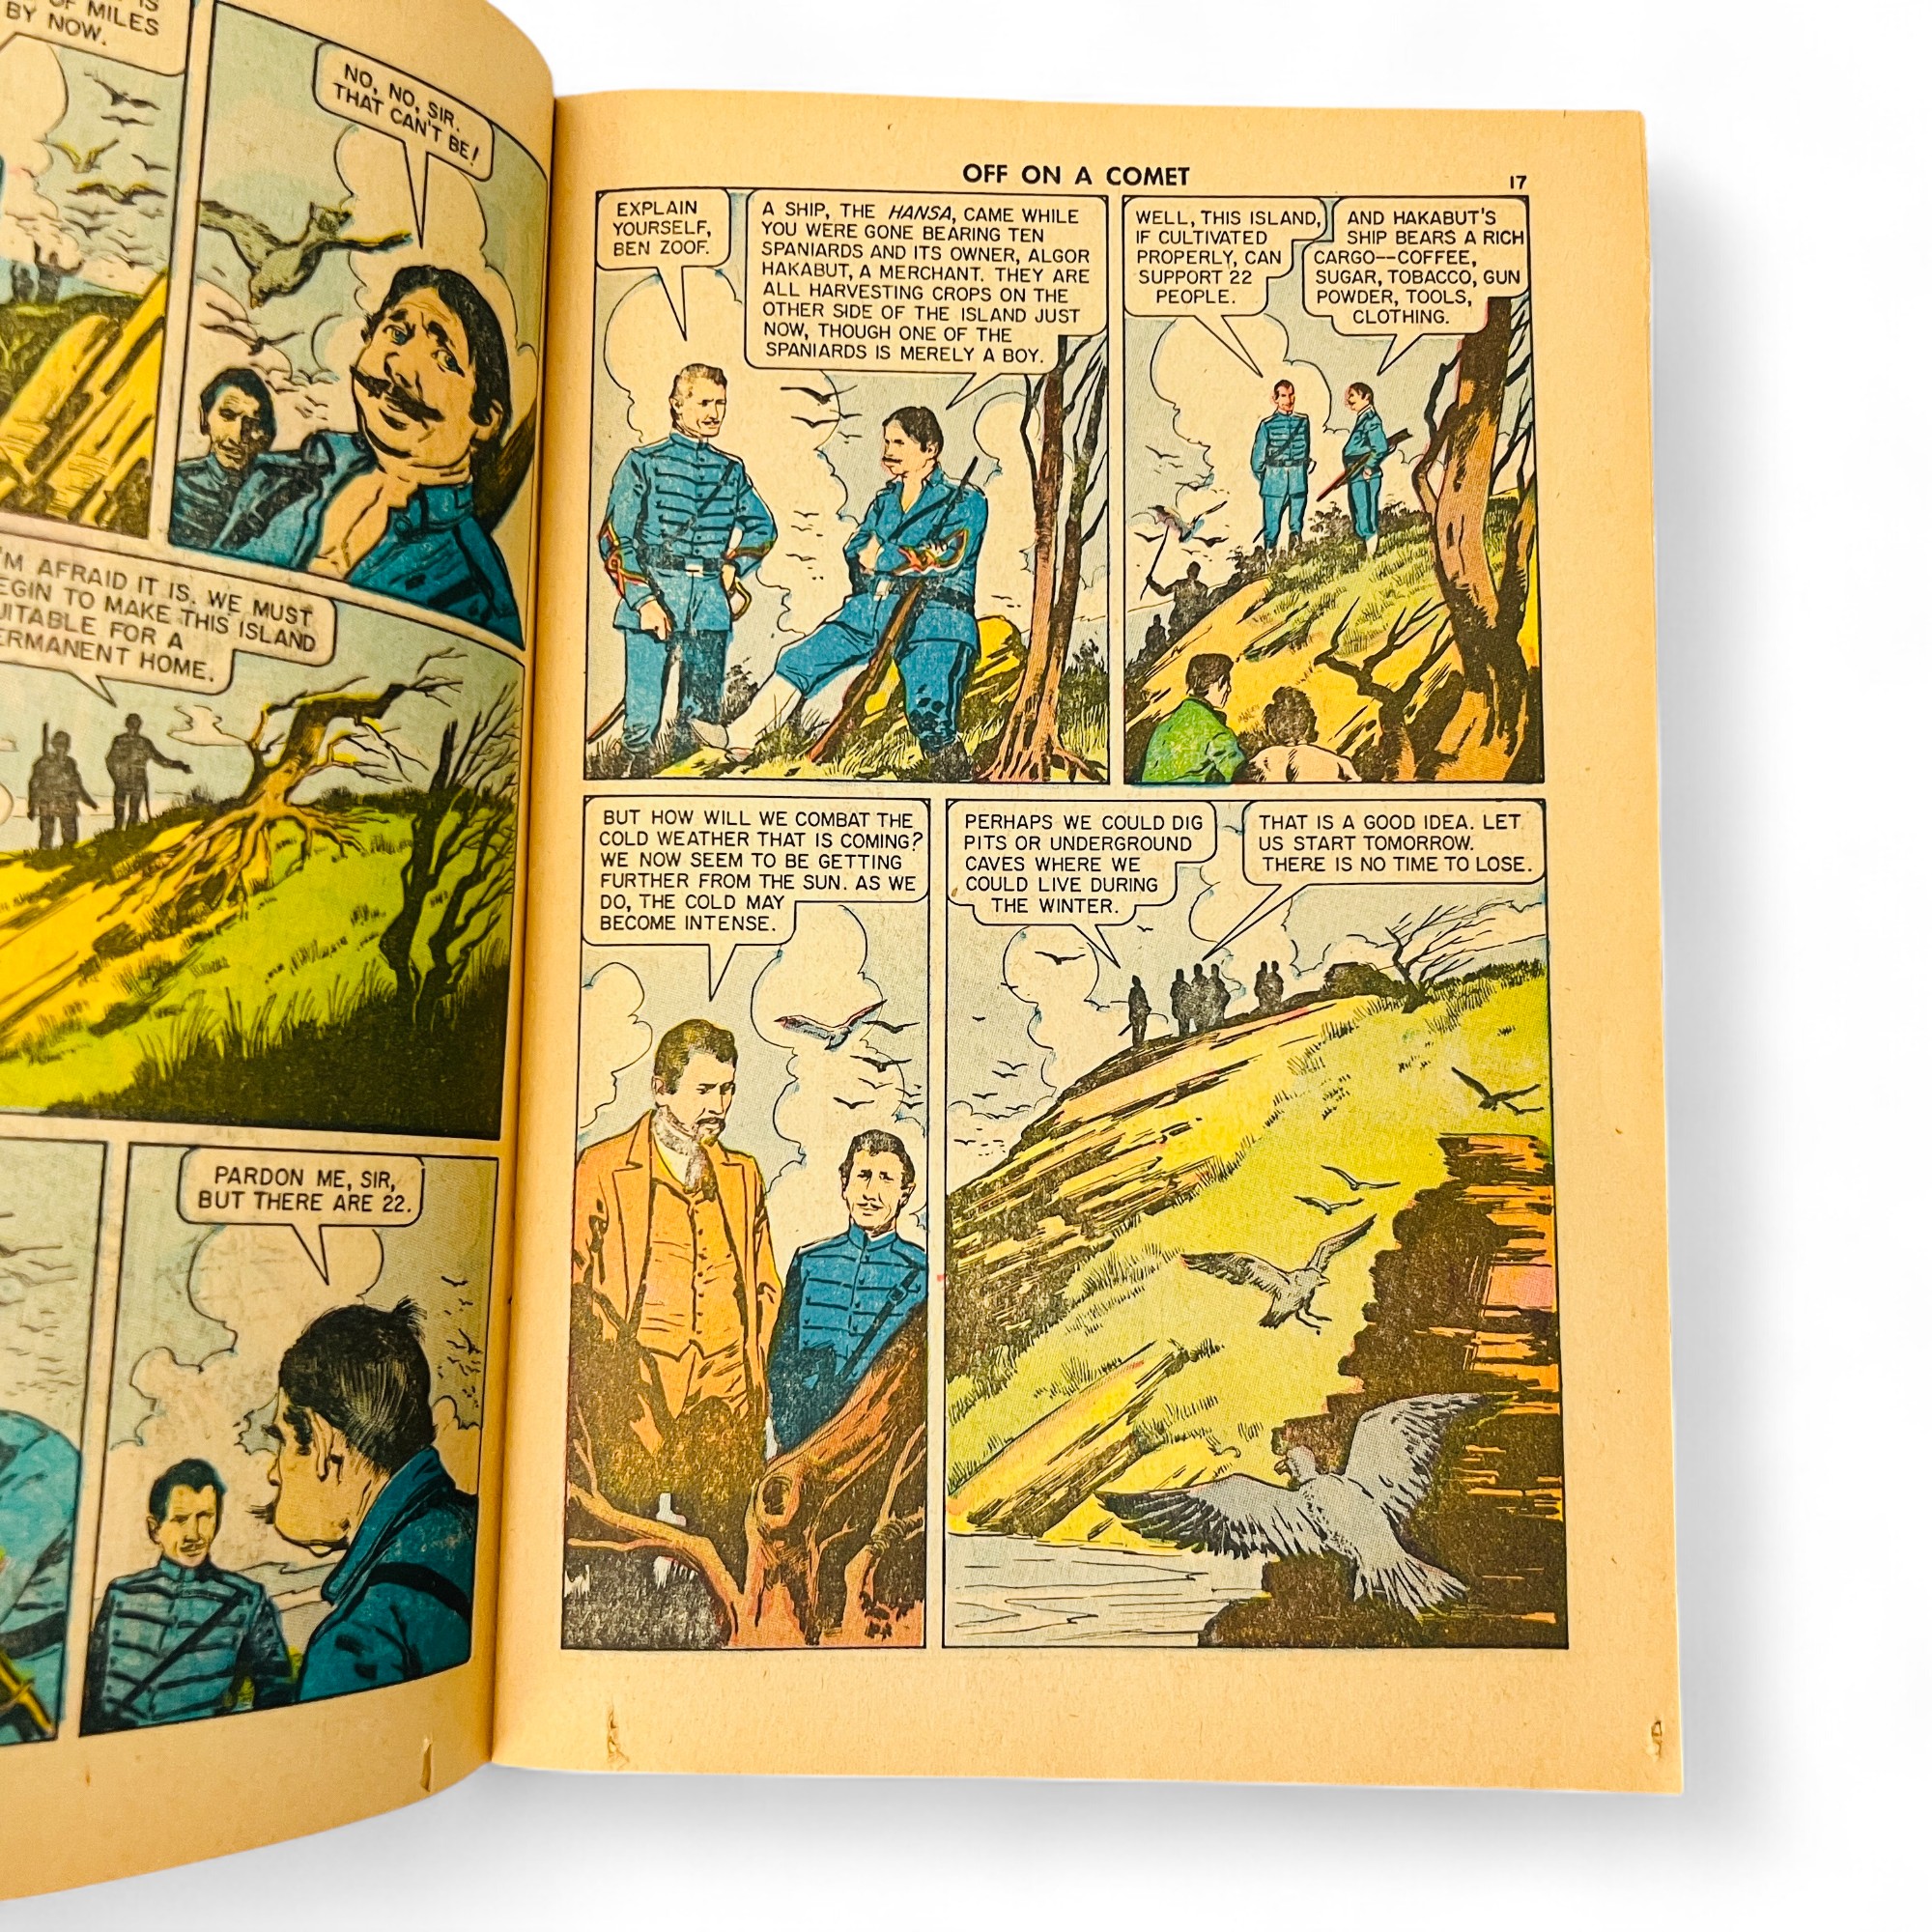 OF MILES
BY NOW.
NO, NO, SIR.
THAT CAN'T BE!
I'M AFRAID IT IS. WE MUST
BEGIN TO MAKE THIS ISLAND
SUITABLE FOR A
PERMANENT HOME.
PARDON ME, SIR,
BUT THERE ARE 22.
OFF ON A COMET
17
EXPLAIN
YOURSELF,
BEN ZOOF.
A SHIP, THE HANSA, CAME WHILE
YOU WERE GONE BEARING TEN
SPANIARDS AND ITS OWNER, ALGOR
HAKABUT, A MERCHANT. THEY ARE
ALL HARVESTING CROPS ON THE
OTHER SIDE OF THE ISLAND JUST
NOW, THOUGH ONE OF THE
SPANIARDS IS MERELY A BOY.
WELL, THIS ISLAND,
IF CULTIVATED
PROPERLY, CAN
SUPPORT 22
PEOPLE.
AND HAKABUT'S
SHIP BEARS A RICH
CARGO--COFFEE,
SUGAR, TOBACCO, GUN
POWDER, TOOLS,
CLOTHING.
BUT HOW WILL WE COMBAT THE
COLD WEATHER THAT IS COMING?
WE NOW SEEM TO BE GETTING
FURTHER FROM THE SUN. AS WE
DO, THE COLD MAY
BECOME INTENSE.
PERHAPS WE COULD DIG
PITS OR UNDERGROUND
CAVES WHERE WE
COULD LIVE DURING
THE WINTER.
THAT IS A GOOD IDEA. LET
US START TOMORROW.
THERE IS NO TIME TO LOSE.